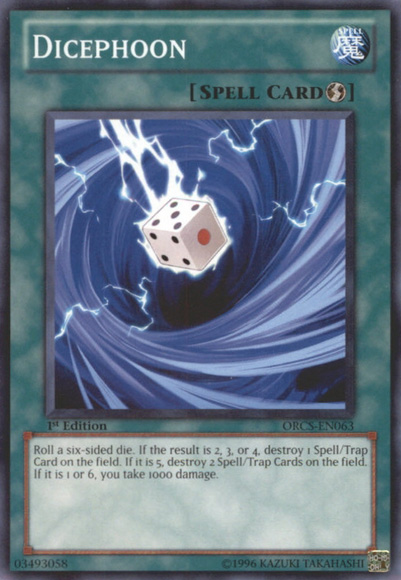 DICEPHOON
魔
[SPELL CARD]
1st Edition
ORCS-EN063
Roll a six-sided die. If the result is 2, 3, or 4, destroy 1 Spell/Trap
Card on the field. If it is 5, destroy 2 Spell/Trap Cards on the field.
If it is 1 or 6, you take 1000 damage.
03493058
©1996 KAZUKI TAKAHASHI